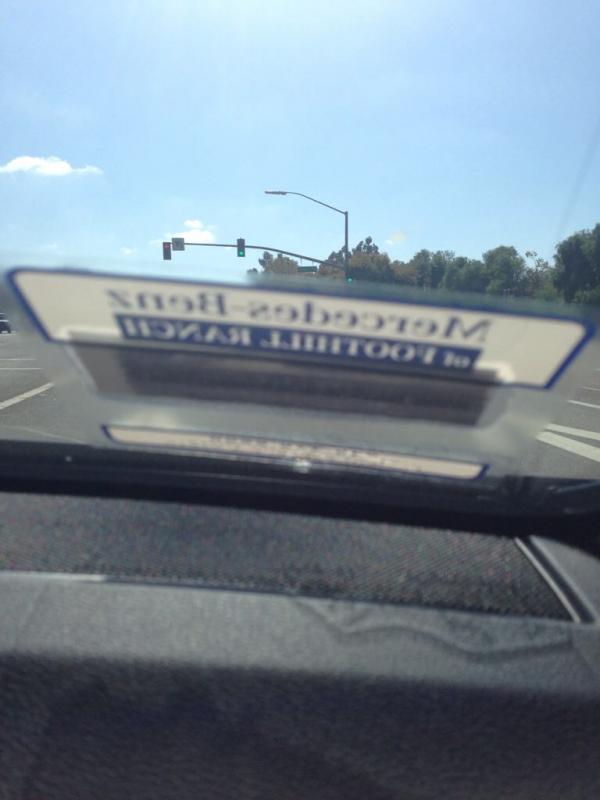 Mercedes-Benz
of FOOTHILL RANCH